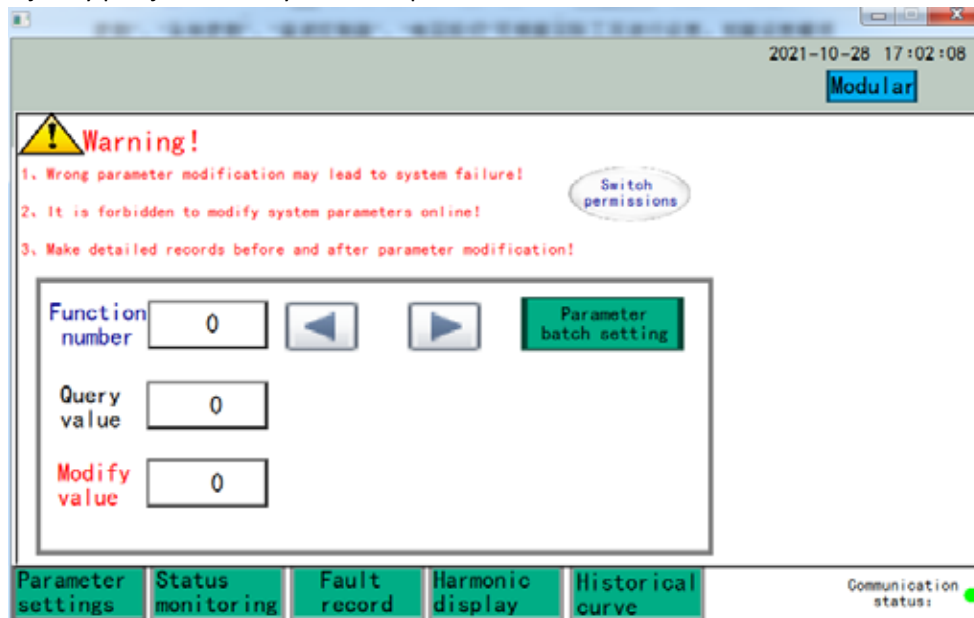 2021-10-28 17:02:08
Modular
Warning!
1、Wrong parameter modification may lead to system failure!
2、It is forbidden to modify system parameters online!
3、Make detailed records before and after parameter modification!
Switch
permissions
Function
number
0
Parameter
batch setting
Query
value
0
Modify
value
0
Parameter
settings
Status
monitoring
Fault
record
Harmonic
display
Historical
curve
Communication
status: